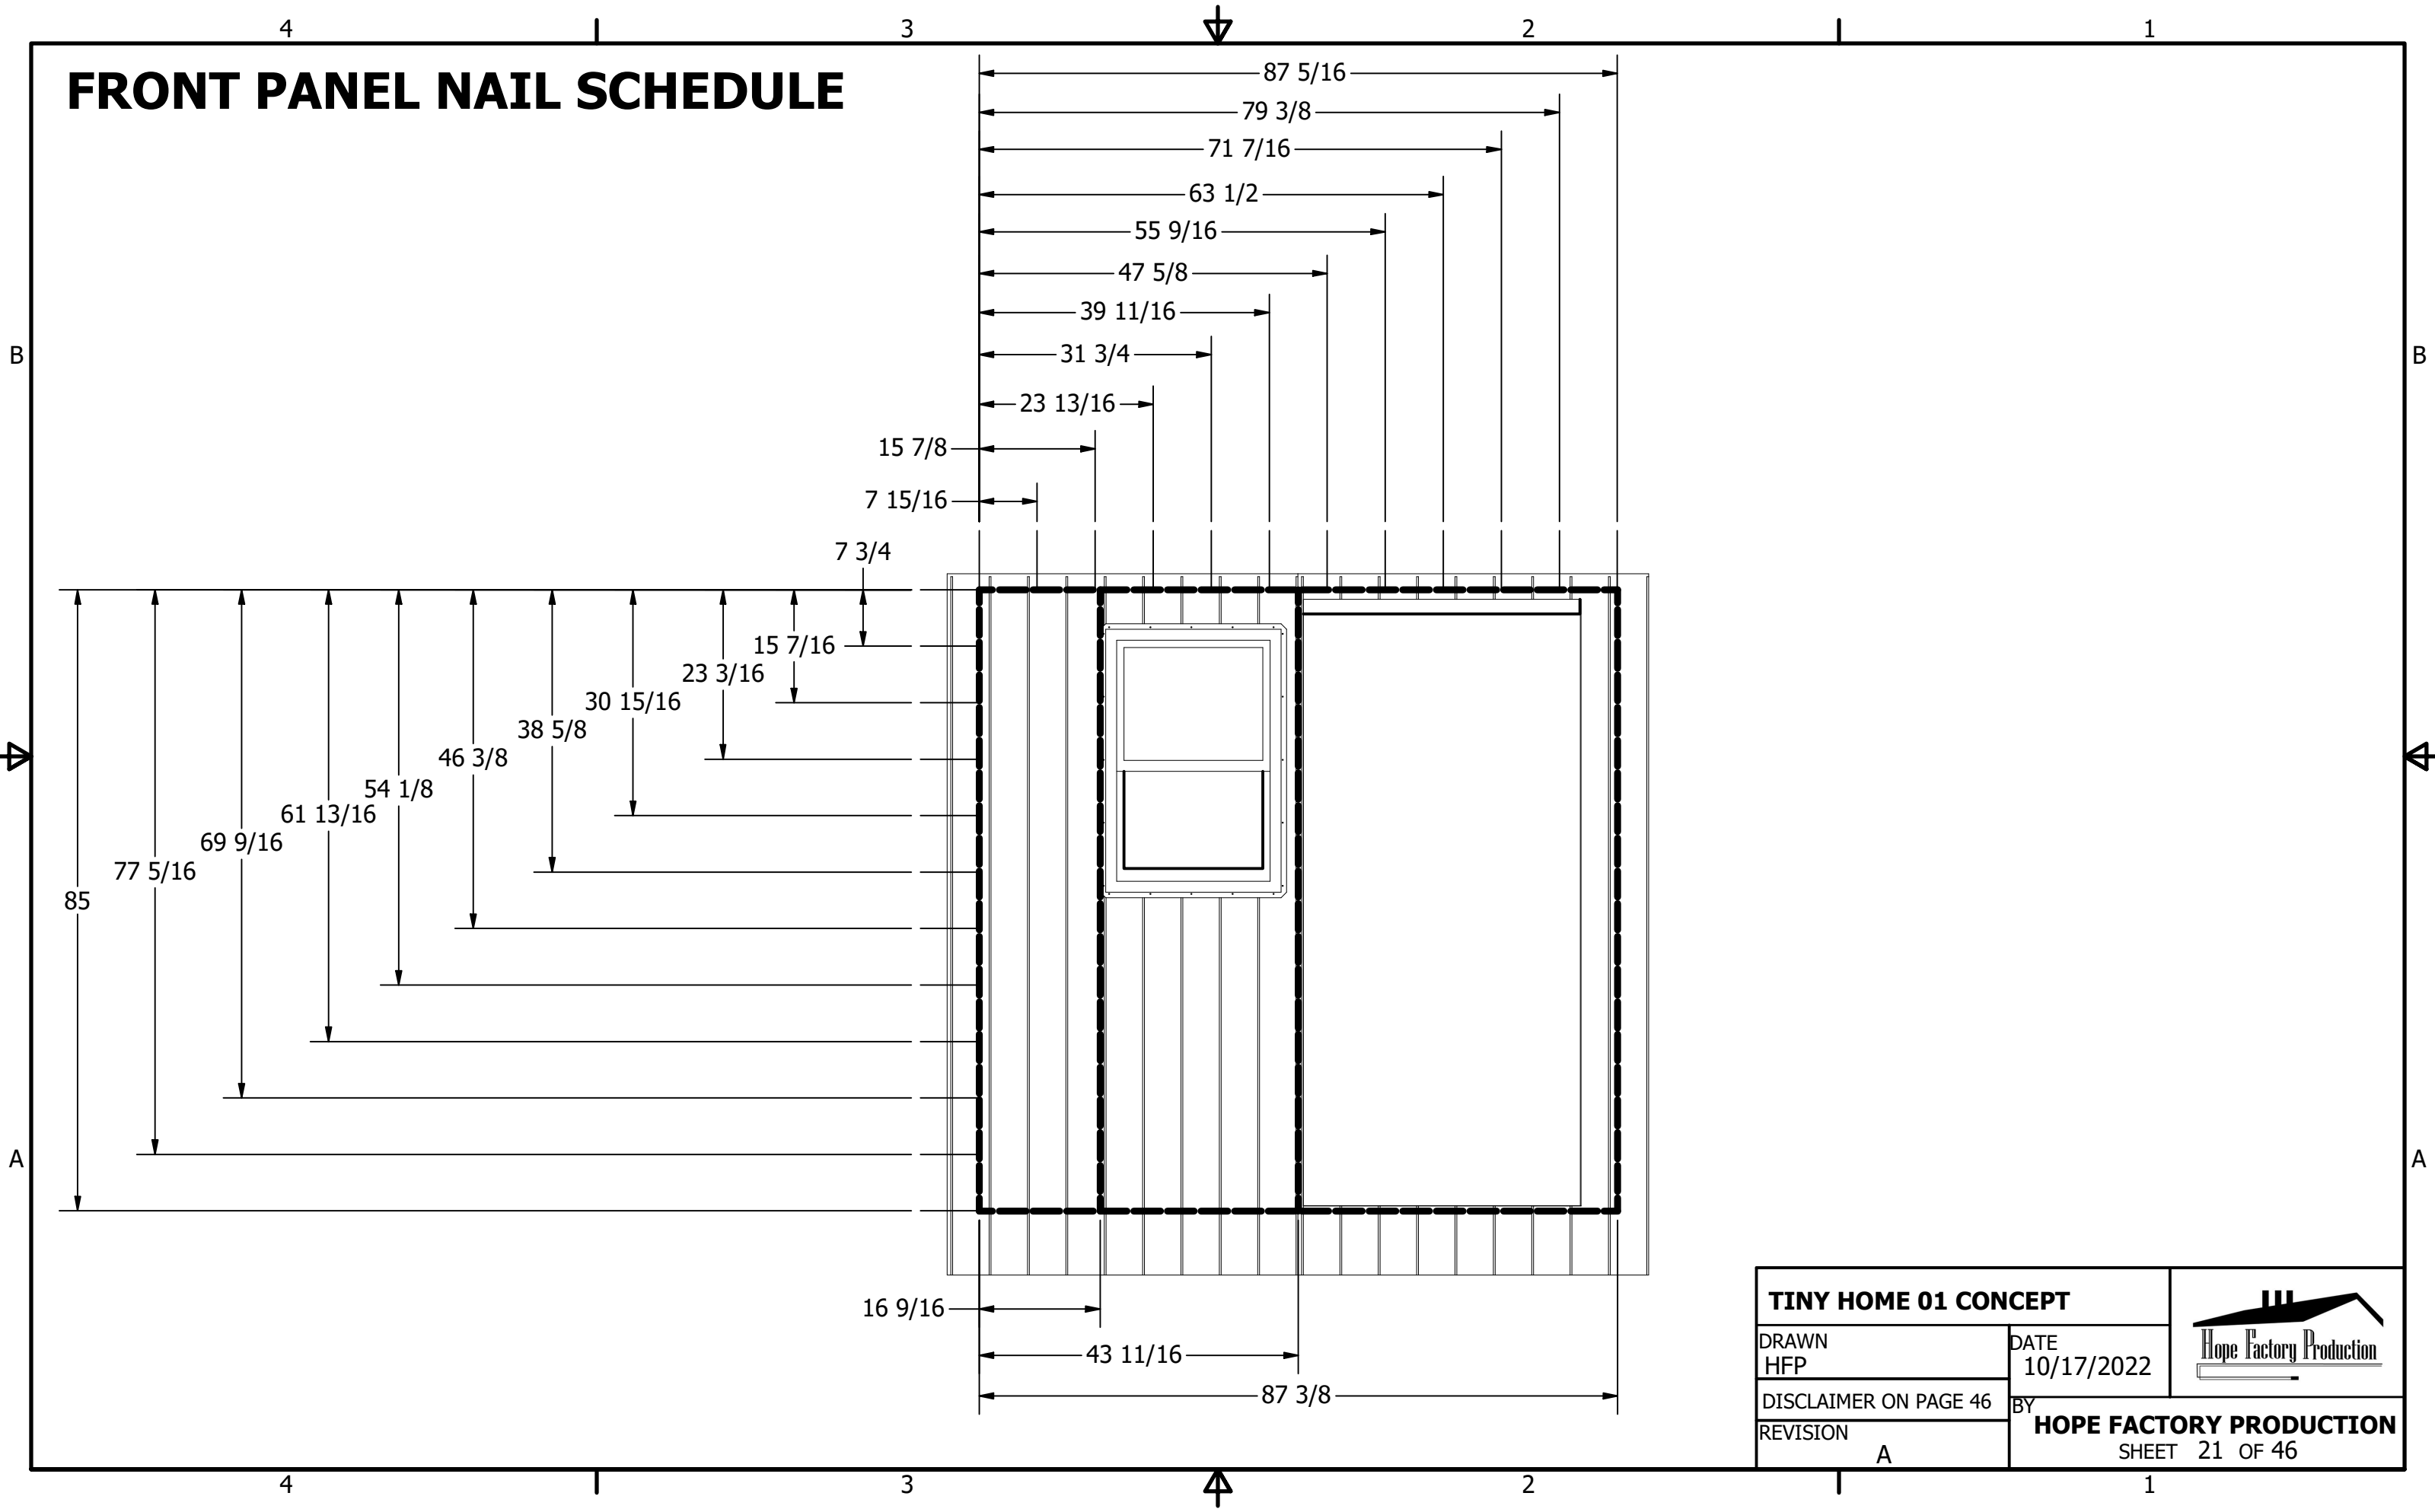 4 3 2 1
FRONT PANEL NAIL SCHEDULE
87 5/16
79 3/8
71 7/16
63 1/2
55 9/16
47 5/8
39 11/16
31 3/4
B B
23 13/16
15 7/8
7 15/16
7 3/4
15 7/16
23 3/16
30 15/16
38 5/8
46 3/8
54 1/8
61 13/16
69 9/16
77 5/16
85
A A
16 9/16
43 11/16
87 3/8
TINY HOME 01 CONCEPT
DRAWN
HFP
DATE
10/17/2022
Hope Factory Production
DISCLAIMER ON PAGE 46
REVISION
A
BY
HOPE FACTORY PRODUCTION
SHEET 21 OF 46
4 3 2 1